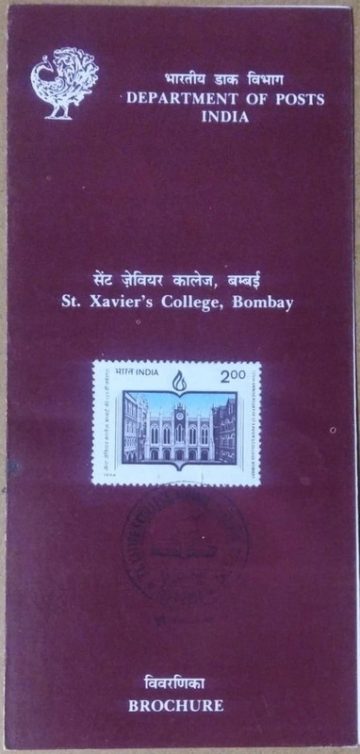 भारतीय डाक विभाग
DEPARTMENT OF POSTS
INDIA
सेंट ज़ेवियर कालेज, बम्बई
St. Xavier's College, Bombay
भारत INDIA
2.00
विवरणिका
BROCHURE